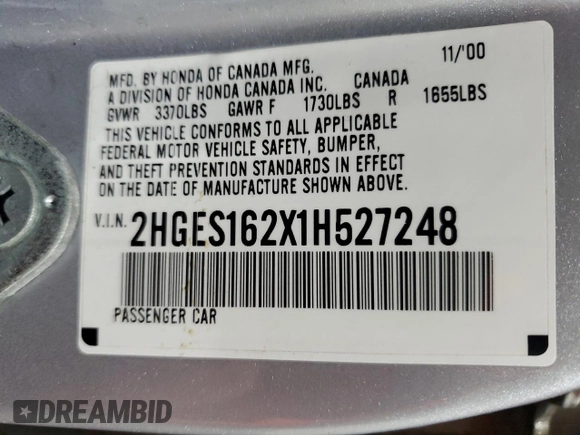 11/'00
MFD. BY HONDA OF CANADA MFG.
A DIVISION OF HONDA CANADA INC. CANADA
GVWR 3370LBS GAWR F 1730LBS R 1655LBS
THIS VEHICLE CONFORMS TO ALL APPLICABLE
FEDERAL MOTOR VEHICLE SAFETY, BUMPER,
AND THEFT PREVENTION STANDARDS IN EFFECT
ON THE DATE OF MANUFACTURE SHOWN ABOVE.
V.I.N. 2HGES162X1H527248
PASSENGER CAR
DREAMBID